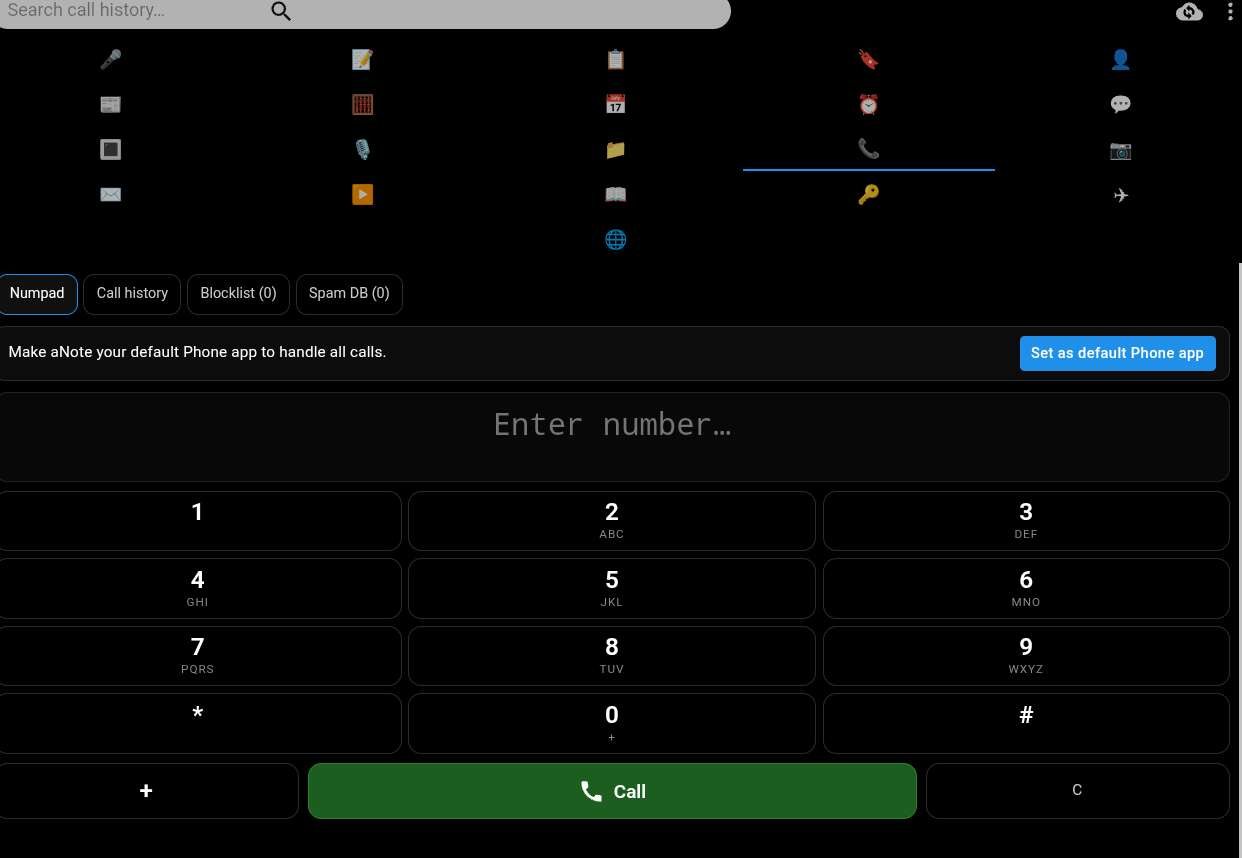 Search call history...
Numpad
Call history
Blocklist (0)
Spam DB (0)
Make aNote your default Phone app to handle all calls.
Set as default Phone app
Enter number…
1
2
ABC
3
DEF
4
GHI
5
JKL
6
MNO
7
PQRS
8
TUV
9
WXYZ
*
0
+
#
+
Call
C